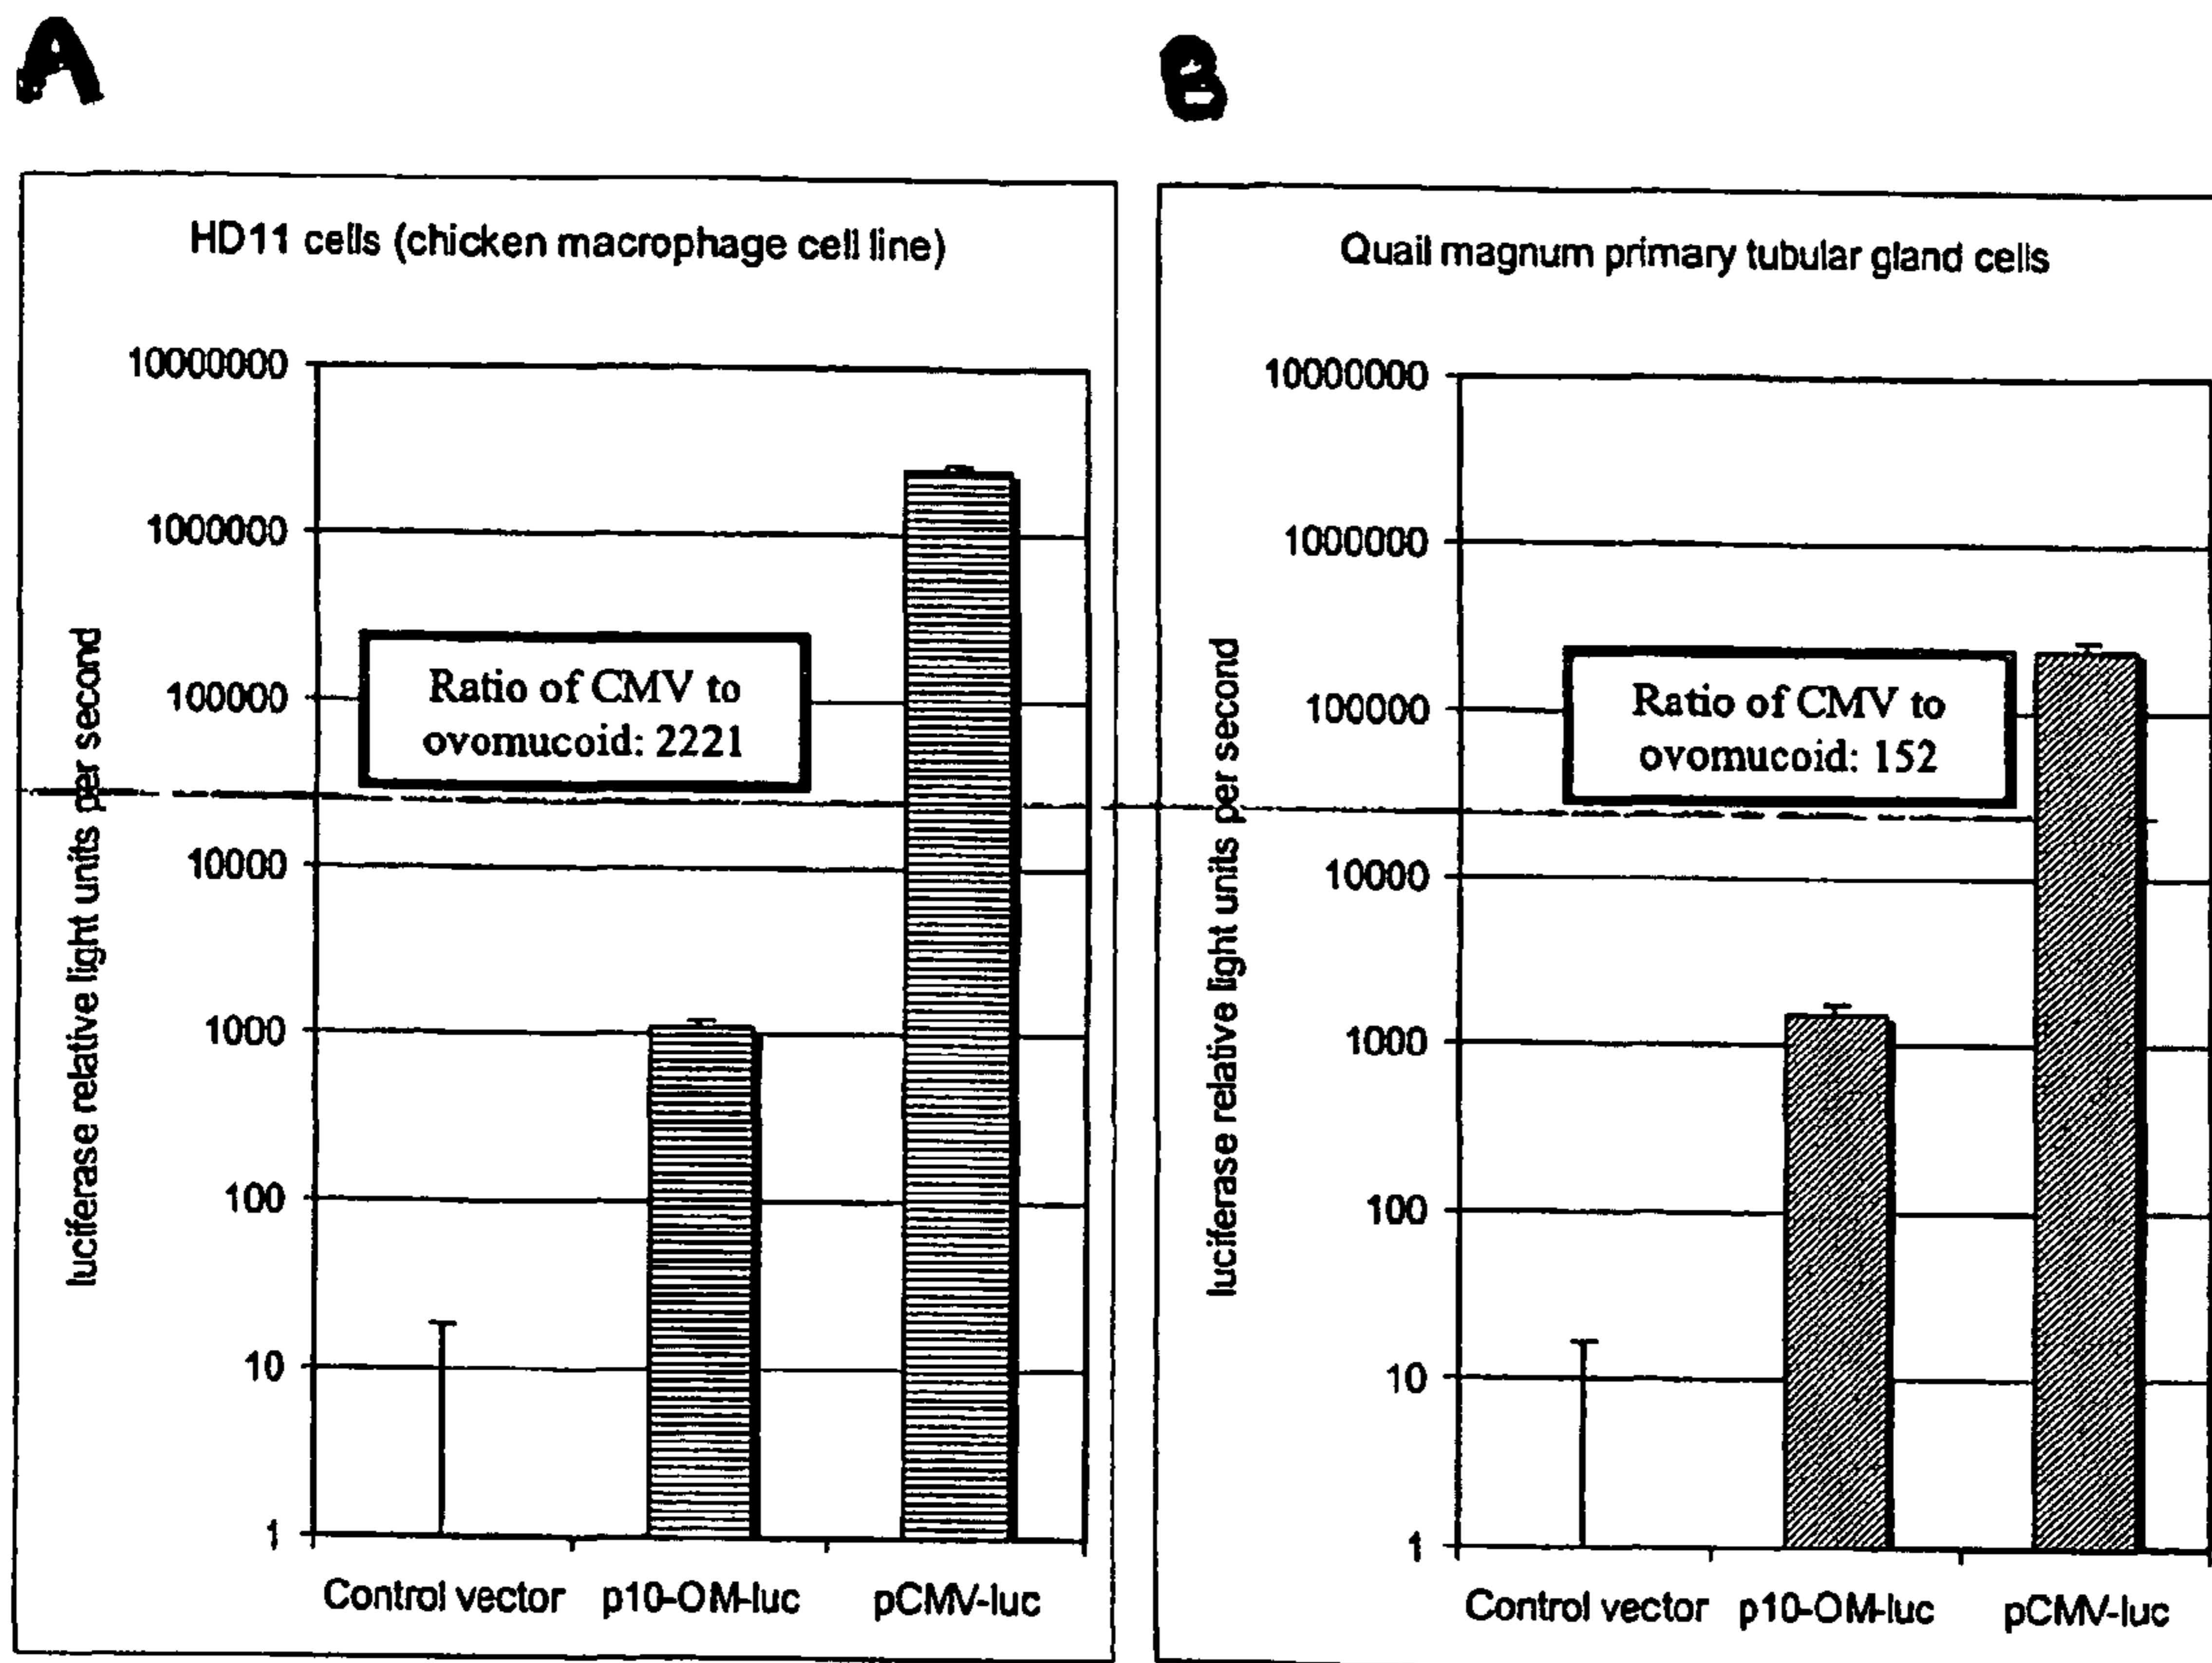 A
HD11 cells (chicken macrophage cell line)
luciferase relative light units per second
10000000
1000000
100000
10000
1000
100
10
1
Ratio of CMV to
ovomucoid: 2221
Control vector p10-OM-luc pCMV-luc
B
Quail magnum primary tubular gland cells
luciferase relative light units per second
10000000
1000000
100000
10000
1000
100
10
1
Ratio of CMV to
ovomucoid: 152
Control vector p10-OM-luc pCMV-luc